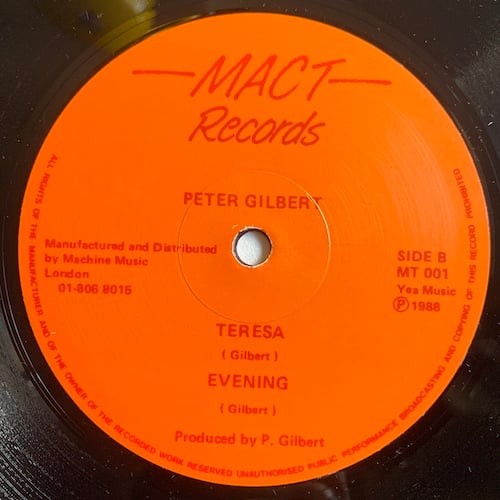 MACT
Records
PETER GILBERT
Manufactured and Distributed
by Machine Music
London
01-806 8015
SIDE B
MT 001
Yea Music
Ⓟ 1988
TERESA
( Gilbert )
EVENING
( Gilbert )
Produced by P. Gilbert
ALL RIGHTS OF THE MANUFACTURER AND OF THE OWNER OF THE RECORDED WORK RESERVED UNAUTHORISED PUBLIC PERFORMANCE BROADCASTING AND COPYING OF THIS RECORD PROHIBITED